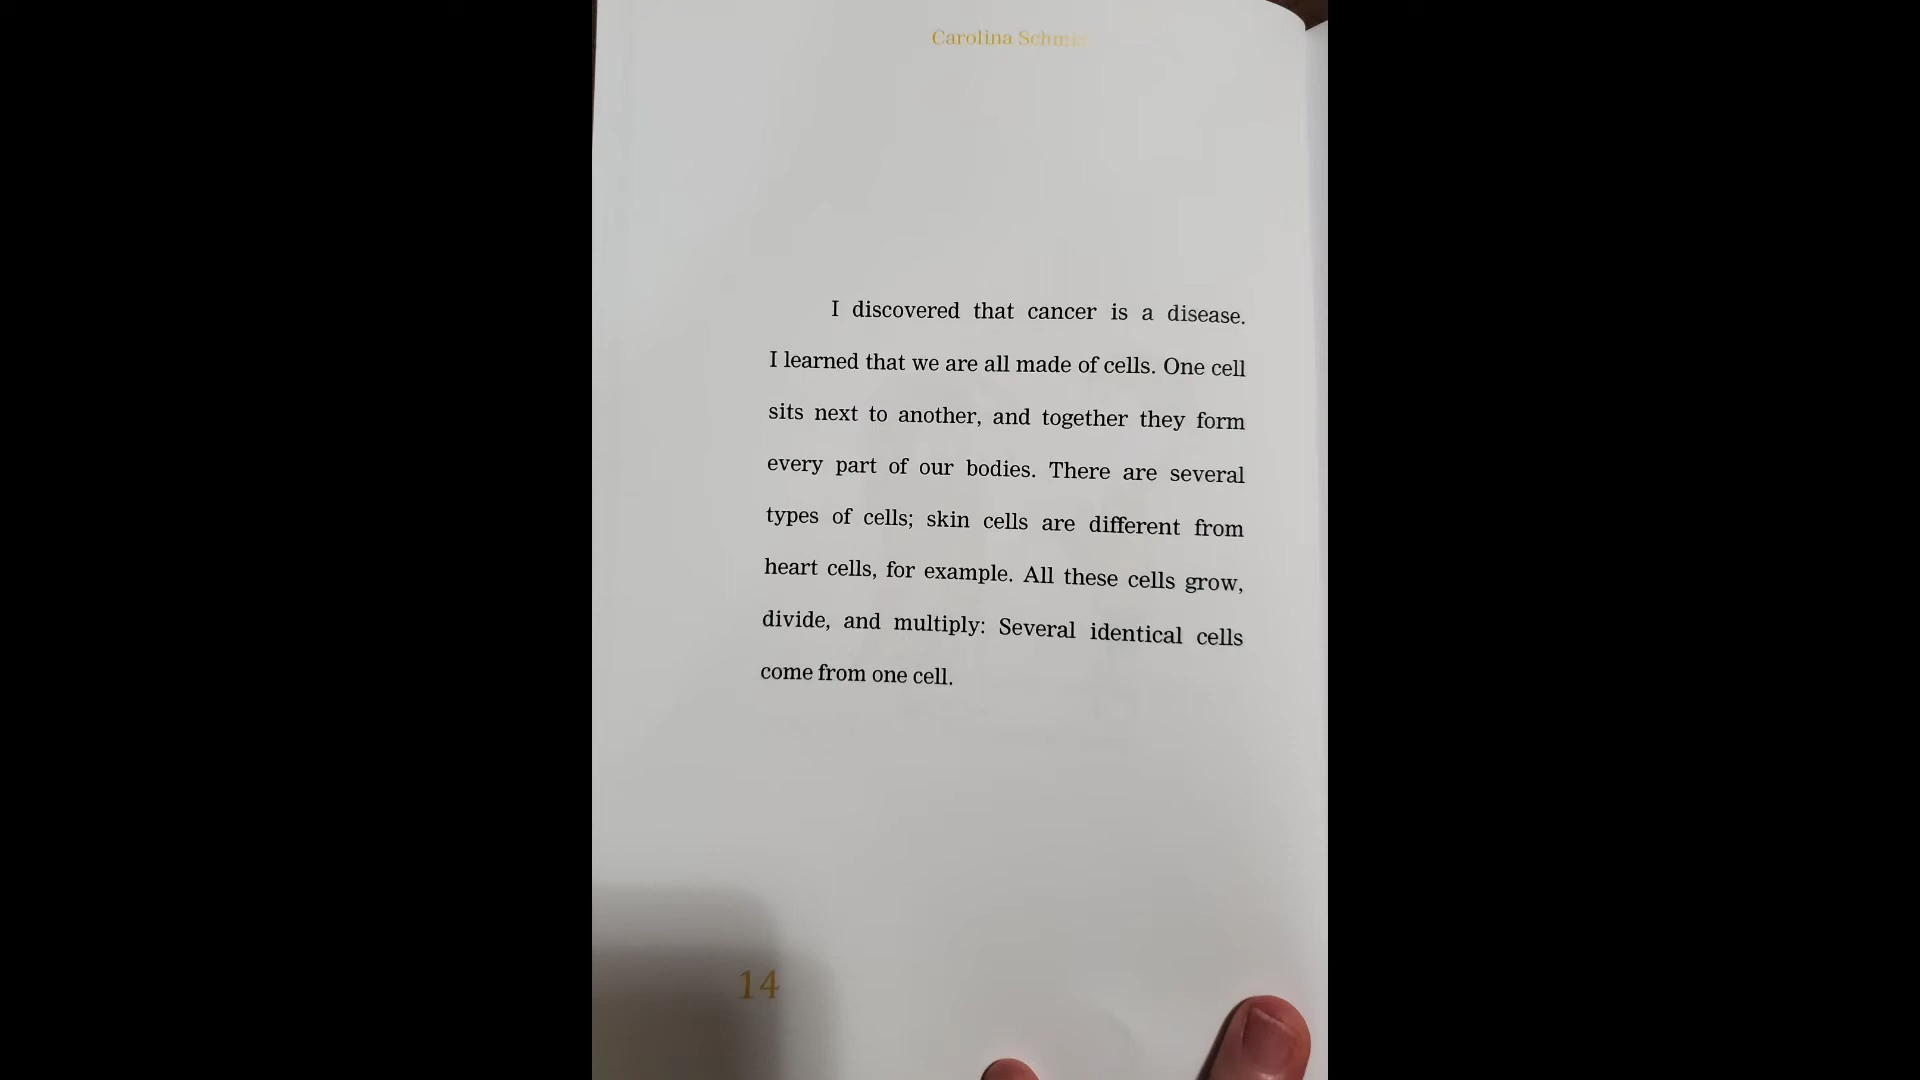 Carolina
I discovered that cancer is a disease.
I learned that we are all made of cells. One cell
sits next to another, and together they form
every part of our bodies. There are several
types of cells; skin cells are different from
heart cells, for example. All these cells grow,
divide, and multiply: Several identical cells
come from one cell.
14